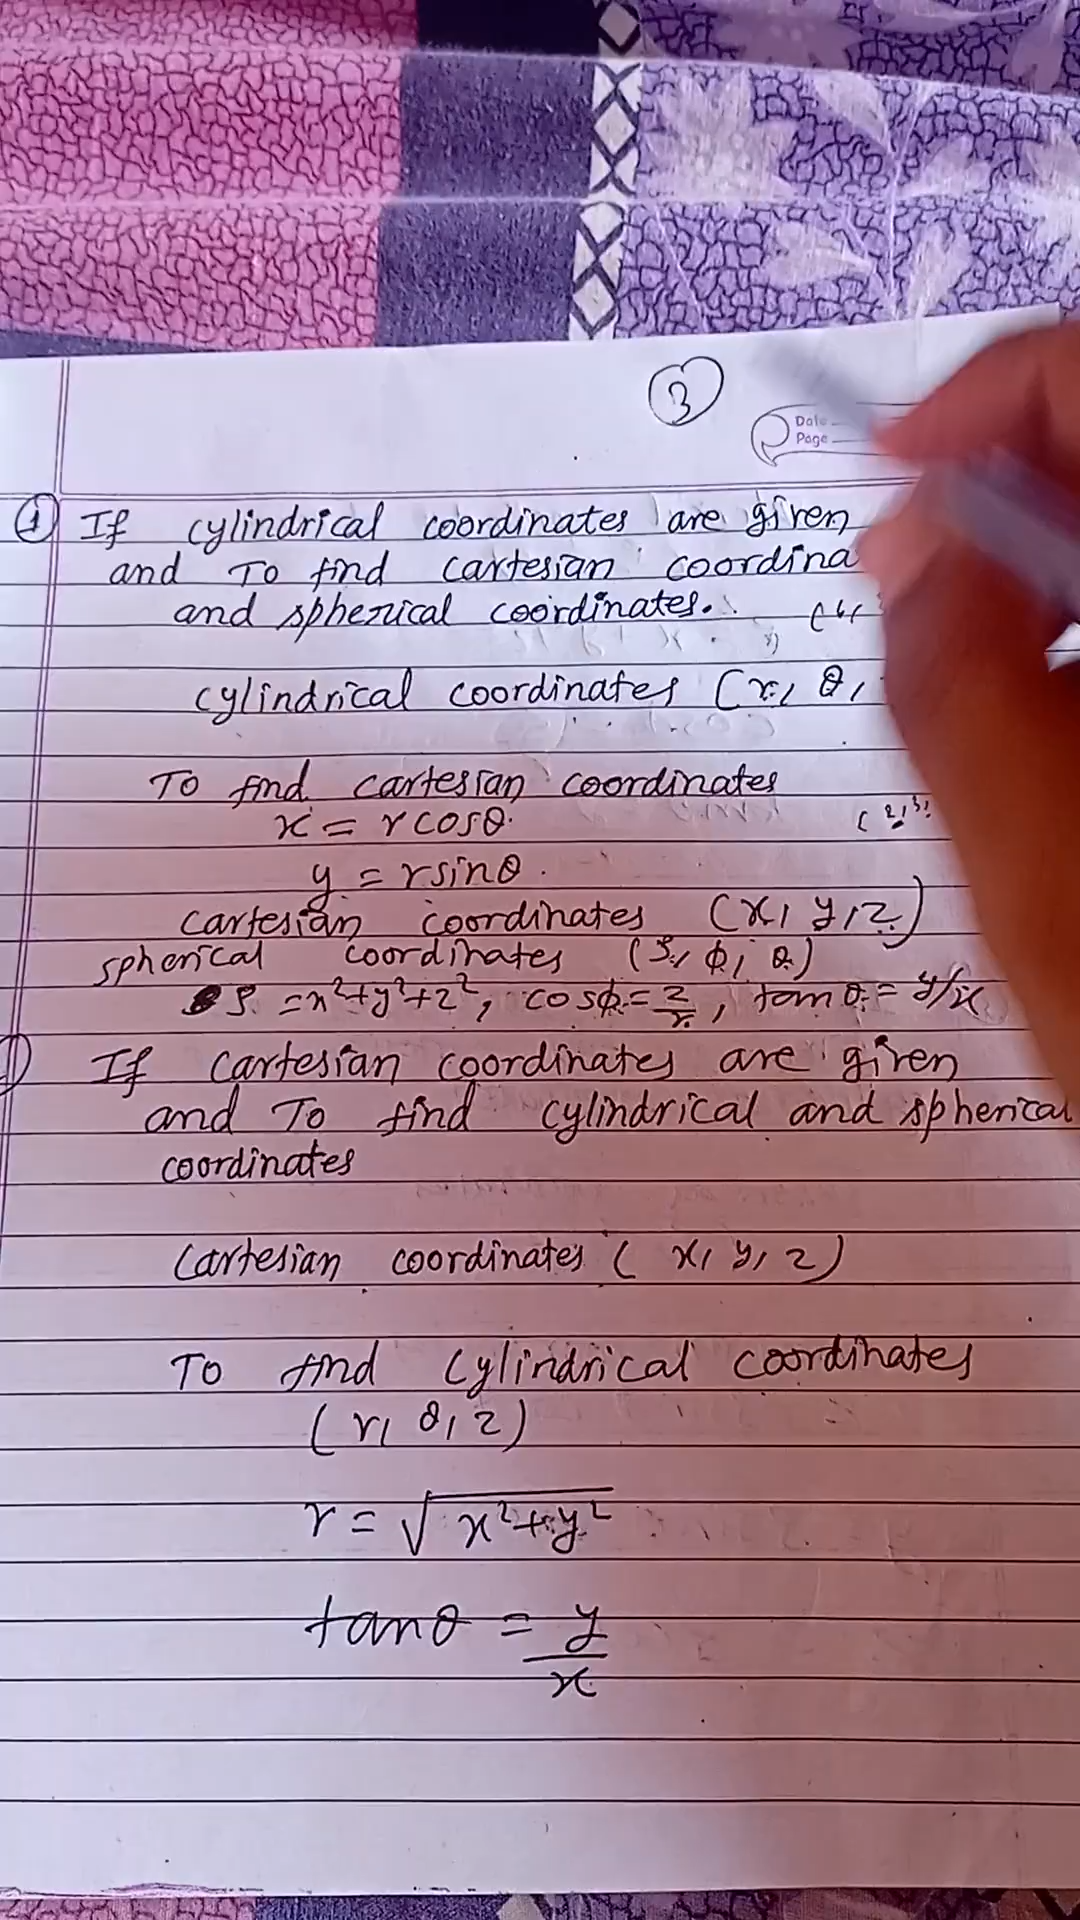 3
Date
Page
① If cylindrical coordinates are given
and To find cartesian coordina
and spherical coordinates.
cylindrical coordinates (r, θ,
To find cartesian coordinates
x = r cosθ.
y = r sinθ.
cartesian coordinates (x, y, z)
spherical coordinates (ρ, φ, θ)
ρ = x²+y²+z², cosφ = z/r, tan θ = y/x
If cartesian coordinates are given
and To find cylindrical and spherical
coordinates
Cartesian coordinates (x, y, z)
To find cylindrical coordinates
(r, θ, z)
r = √x²+y²
tanθ = y/x